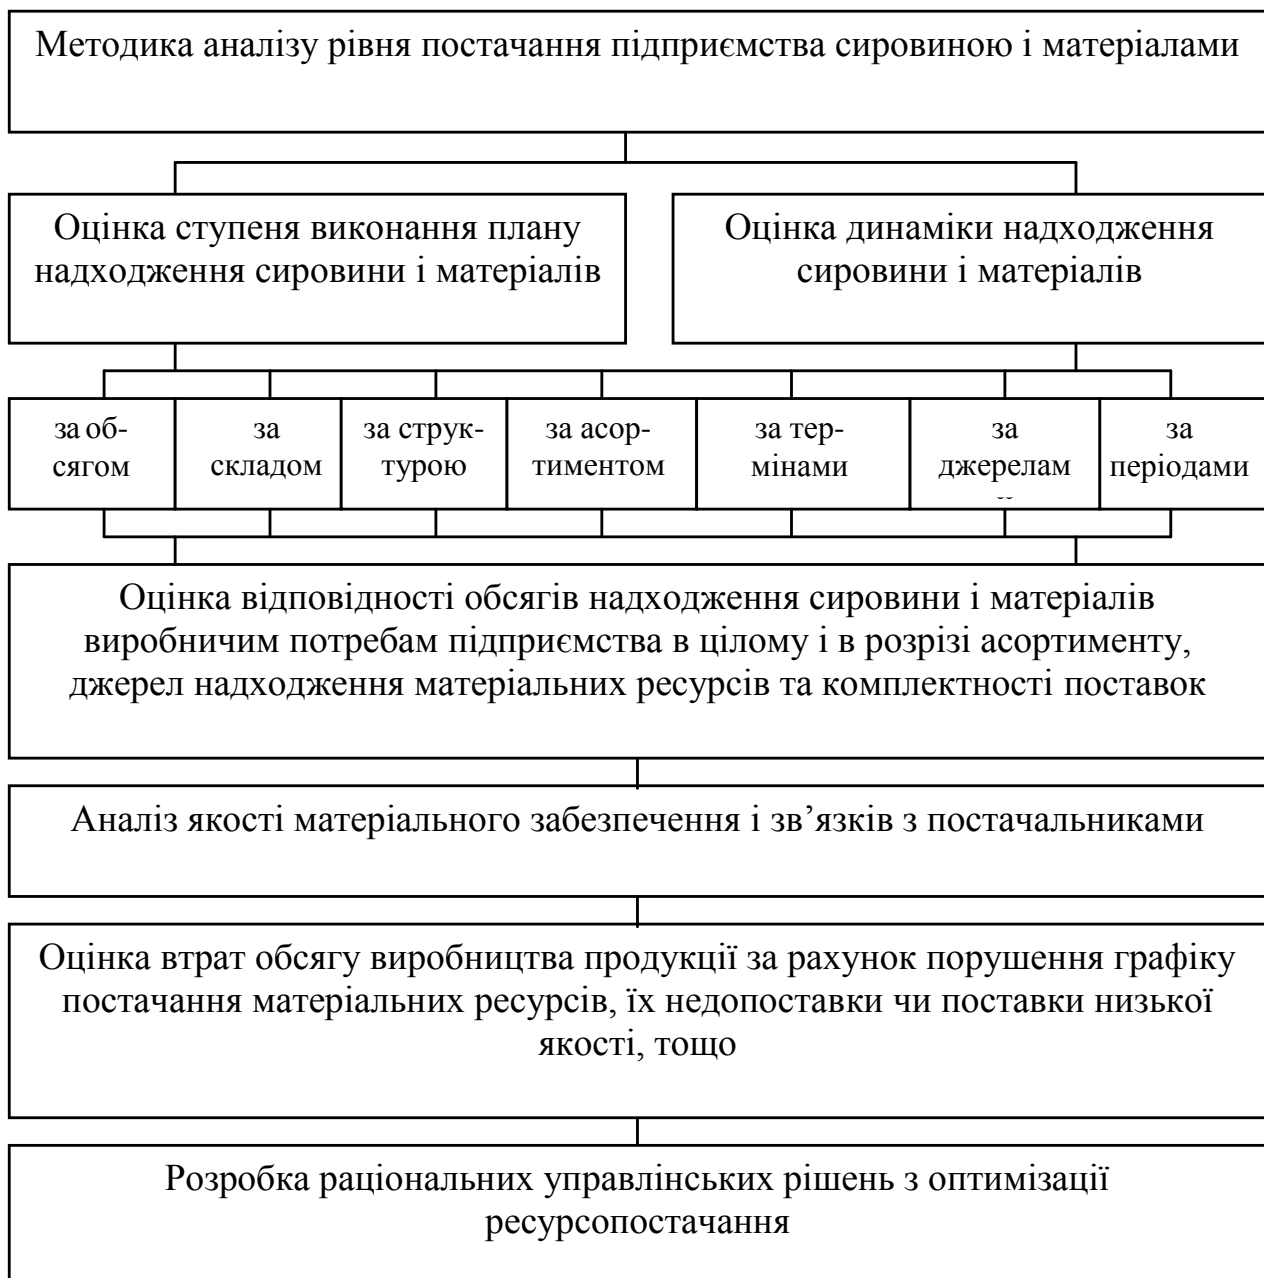 Методика аналізу рівня постачання підприємства сировиною і матеріалами
Оцінка ступеня виконання плану
надходження сировини і матеріалів
Оцінка динаміки надходження
сировини і матеріалів
за об-
сягом
за
складом
за струк-
турою
за асор-
тиментом
за тер-
мінами
за
джерелам
за
періодами
Оцінка відповідності обсягів надходження сировини і матеріалів
виробничим потребам підприємства в цілому і в розрізі асортименту,
джерел надходження матеріальних ресурсів та комплектності поставок
Аналіз якості матеріального забезпечення і зв’язків з постачальниками
Оцінка втрат обсягу виробництва продукції за рахунок порушення графіку
постачання матеріальних ресурсів, їх недопоставки чи поставки низької
якості, тощо
Розробка раціональних управлінських рішень з оптимізації
ресурсопостачання